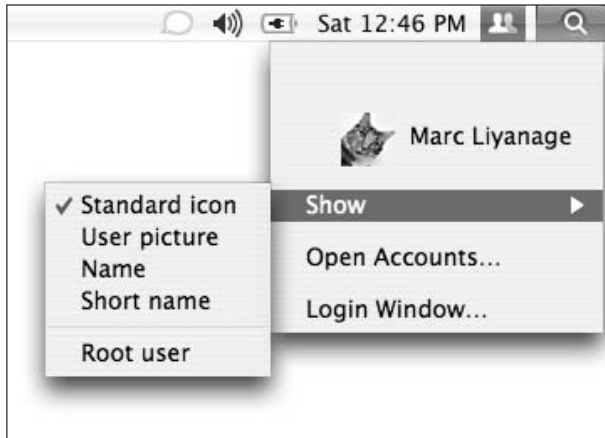 Sat 12:46 PM
Marc Liyanage
Show
Open Accounts...
Login Window...
Standard icon
User picture
Name
Short name
Root user